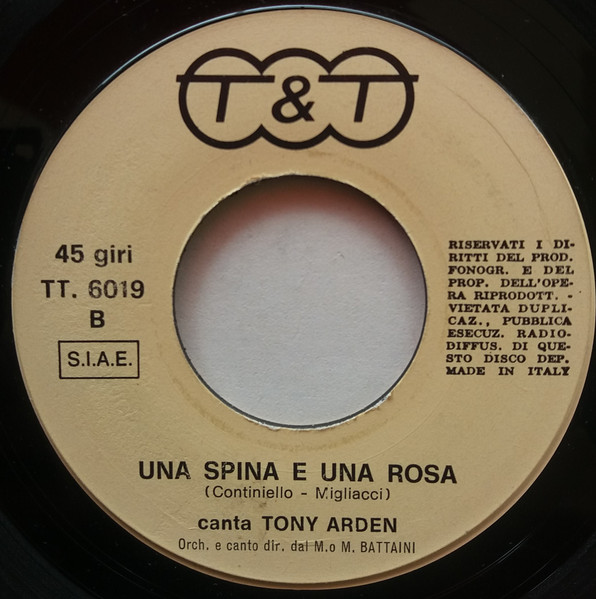 T & T
45 giri
TT. 6019
B
S.I.A.E.
RISERVATI I DI-
RITTI DEL PROD.
FONOGR. E DEL
PROP. DELL'OPE-
RA RIPRODOTT. -
VIETATA DUPLI-
CAZ., PUBBLICA
ESECUZ. RADIO-
DIFFUS. DI QUE-
STO DISCO DEP.
MADE IN ITALY
UNA SPINA E UNA ROSA
(Continiello - Migliacci)
canta TONY ARDEN
Orch. e canto dir. dal M.o M. BATTAINI